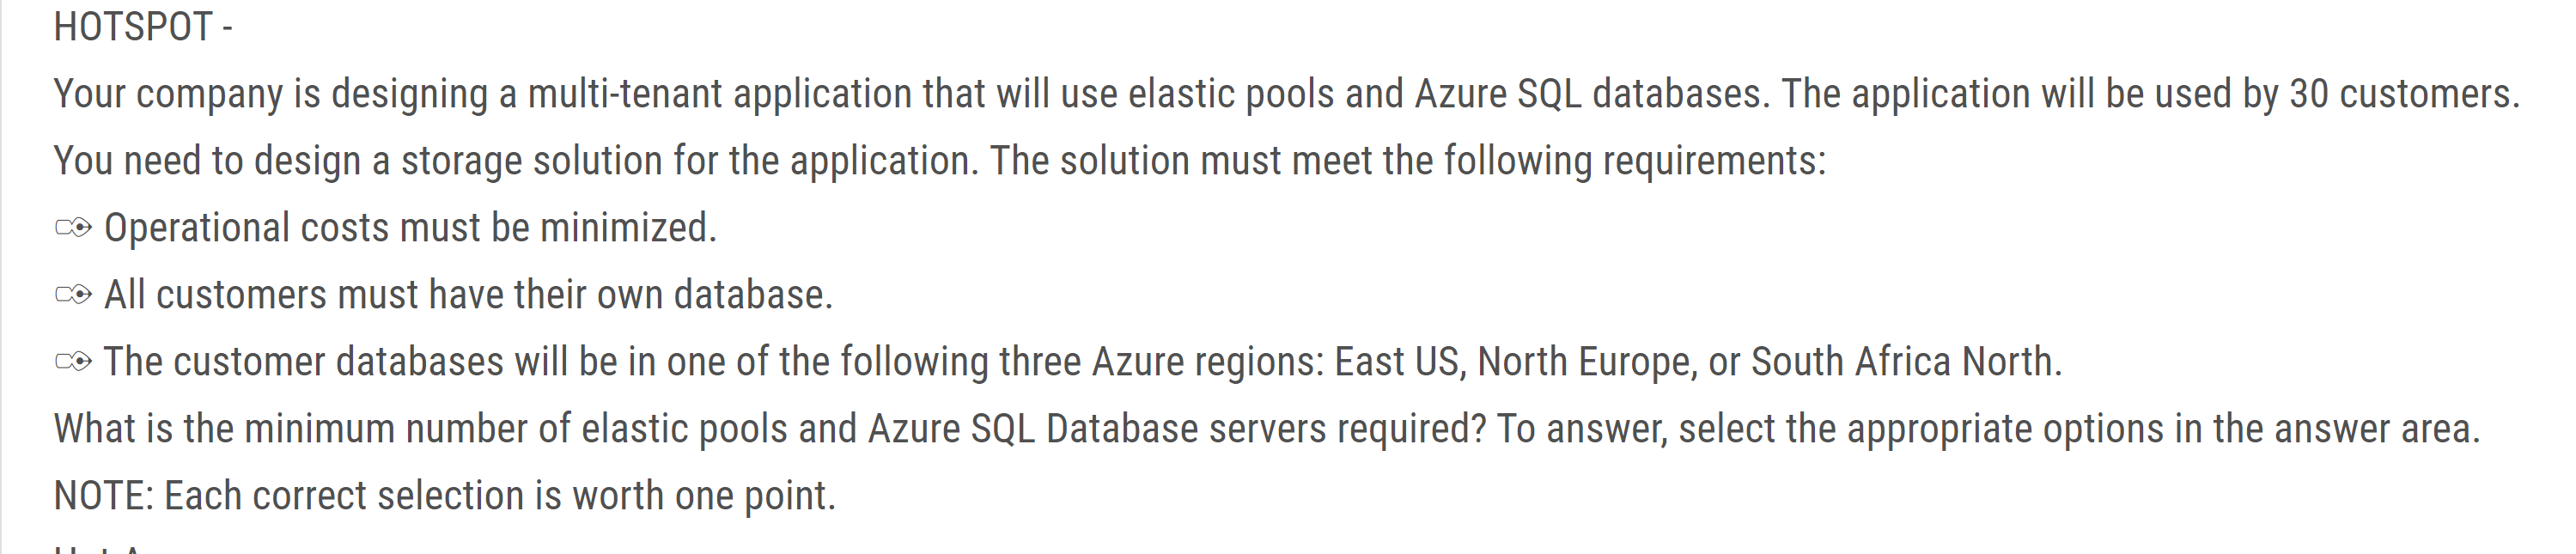 HOTSPOT -
Your company is designing a multi-tenant application that will use elastic pools and Azure SQL databases. The application will be used by 30 customers.
You need to design a storage solution for the application. The solution must meet the following requirements:
Operational costs must be minimized.
All customers must have their own database.
The customer databases will be in one of the following three Azure regions: East US, North Europe, or South Africa North.
What is the minimum number of elastic pools and Azure SQL Database servers required? To answer, select the appropriate options in the answer area.
NOTE: Each correct selection is worth one point.